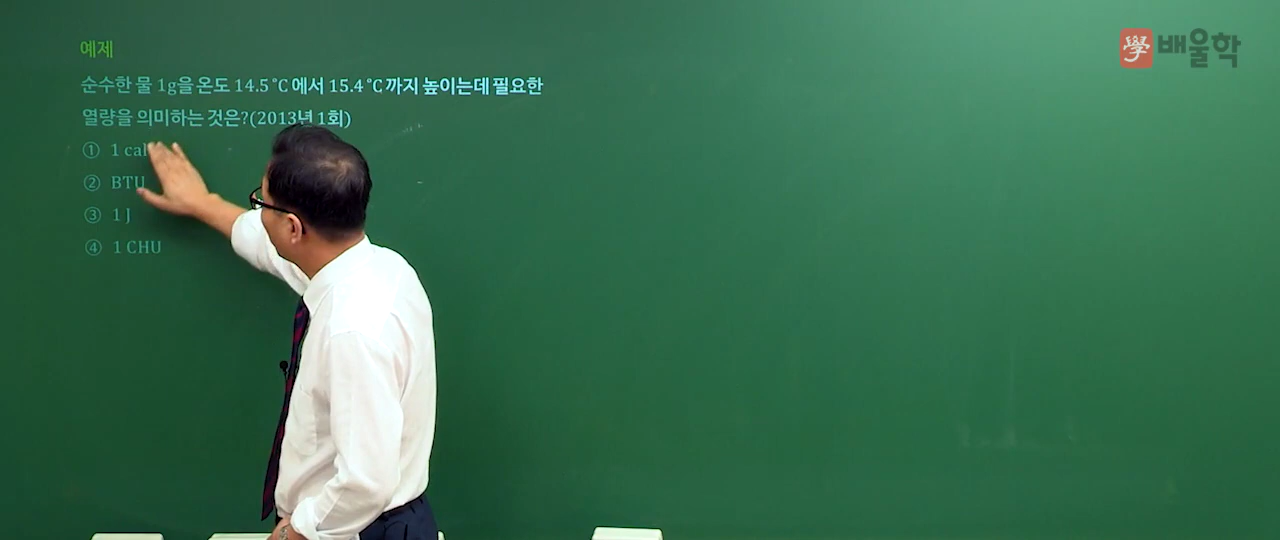 예제
學 배울학
순수한 물 1g을 온도 14.5℃에서 15.4℃까지 높이는데 필요한
열량을 의미하는 것은?(2013년 1회)
① 1 cal
② BTU
③ 1 J
④ 1 CHU